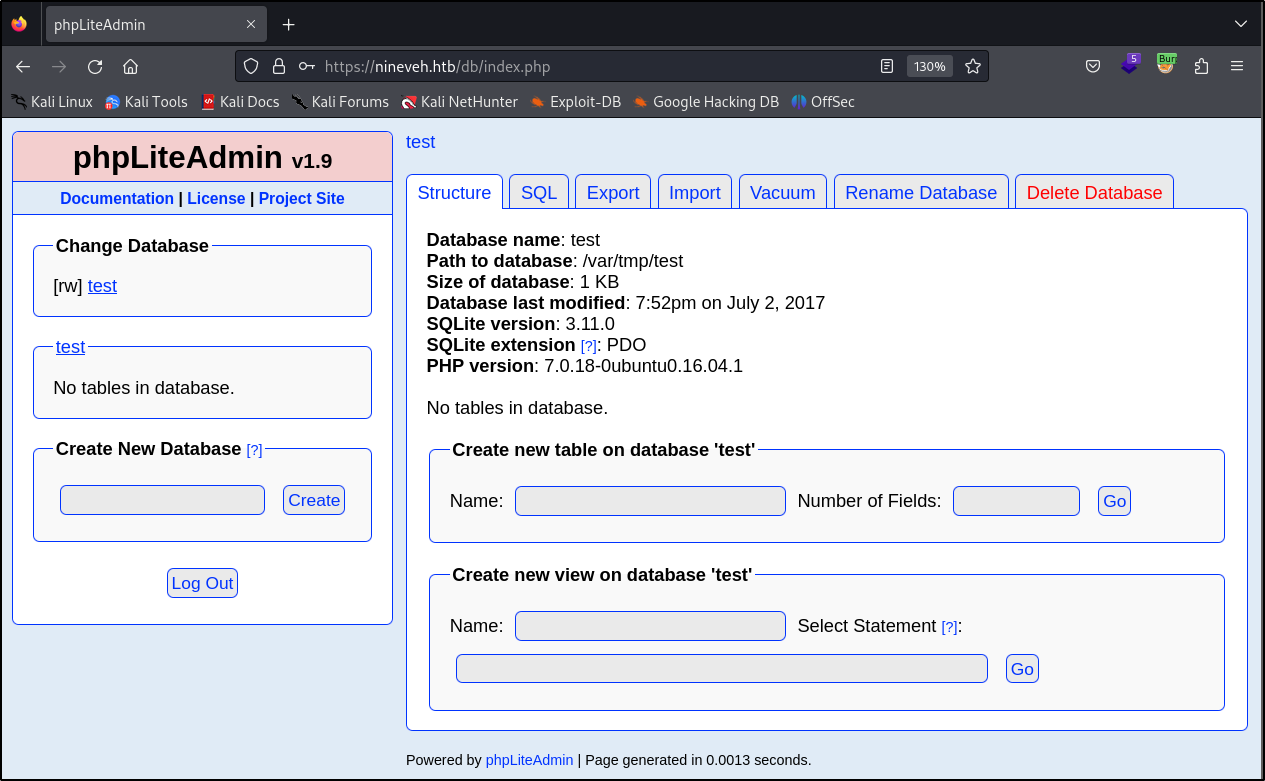 phpLiteAdmin
https://nineveh.htb/db/index.php
130%
5
Burr
Kali Linux
Kali Tools
Kali Docs
Kali Forums
Kali NetHunter
Exploit-DB
Google Hacking DB
OffSec
phpLiteAdmin v1.9
Documentation | License | Project Site
Change Database
[rw] test
test
No tables in database.
Create New Database [?]
Create
Log Out
test
Structure
SQL
Export
Import
Vacuum
Rename Database
Delete Database
Database name: test
Path to database: /var/tmp/test
Size of database: 1 KB
Database last modified: 7:52pm on July 2, 2017
SQLite version: 3.11.0
SQLite extension [?]: PDO
PHP version: 7.0.18-0ubuntu0.16.04.1
No tables in database.
Create new table on database 'test'
Name:
Number of Fields:
Go
Create new view on database 'test'
Name:
Select Statement [?]:
Go
Powered by phpLiteAdmin | Page generated in 0.0013 seconds.